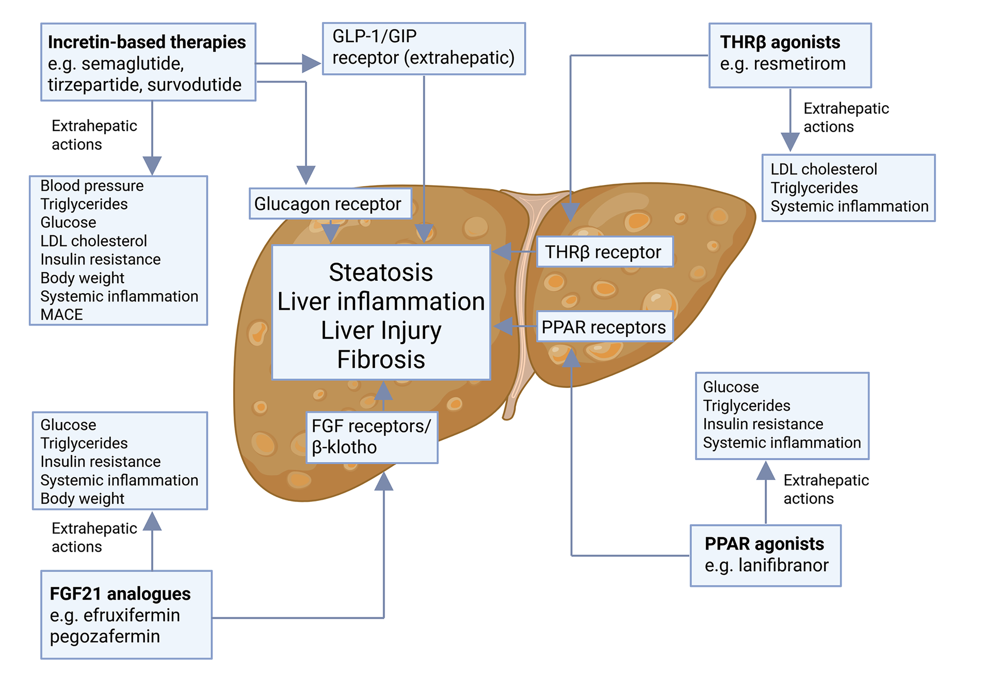 Incretin-based therapies
e.g. semaglutide,
tirzepartide, survodutide
GLP-1/GIP
receptor (extrahepatic)
THRβ agonists
e.g. resmetirom
Extrahepatic
actions
Extrahepatic
actions
Blood pressure
Triglycerides
Glucose
LDL cholesterol
Insulin resistance
Body weight
Systemic inflammation
MACE
LDL cholesterol
Triglycerides
Systemic inflammation
Glucagon receptor
THRβ receptor
Steatosis
Liver inflammation
Liver Injury
Fibrosis
PPAR receptors
FGF receptors/
β-klotho
Glucose
Triglycerides
Insulin resistance
Systemic inflammation
Glucose
Triglycerides
Insulin resistance
Systemic inflammation
Body weight
Extrahepatic
actions
Extrahepatic
actions
PPAR agonists
e.g. lanifibranor
FGF21 analogues
e.g. efruxifermin
pegozafermin